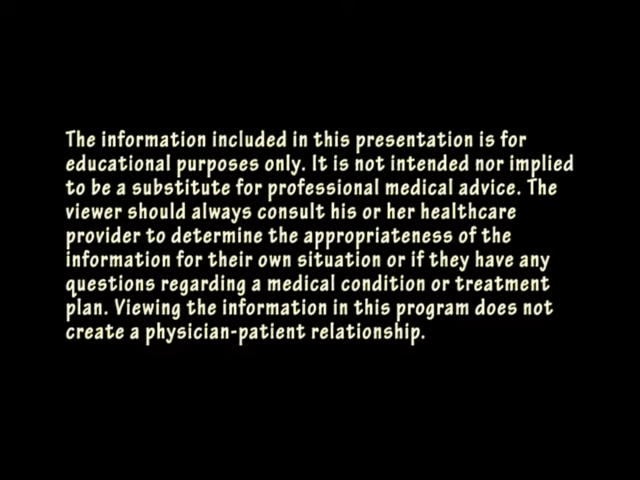 The information included in this presentation is for
educational purposes only. It is not intended nor implied
to be a substitute for professional medical advice. The
viewer should always consult his or her healthcare
provider to determine the appropriateness of the
information for their own situation or if they have any
questions regarding a medical condition or treatment
plan. Viewing the information in this program does not
create a physician-patient relationship.